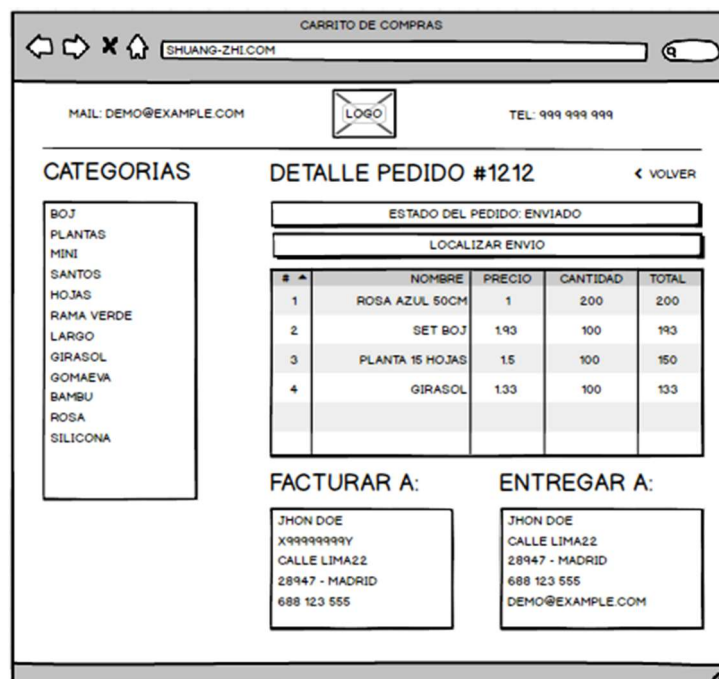 CARRITO DE COMPRAS
SHUANG-ZHI.COM
MAIL: DEMO@EXAMPLE.COM
LOGO
TEL: 999 999 999
CATEGORIAS
BOJ
PLANTAS
MINI
SANTOS
HOJAS
RAMA VERDE
LARGO
GIRASOL
GOMAEVA
BAMBU
ROSA
SILICONA
DETALLE PEDIDO #1212
VOLVER
ESTADO DEL PEDIDO: ENVIADO
LOCALIZAR ENVIO
# NOMBRE PRECIO CANTIDAD TOTAL
1 ROSA AZUL 50CM 1 200 200
2 SET BOJ 1.93 100 193
3 PLANTA 15 HOJAS 1.5 100 150
4 GIRASOL 1.33 100 133
FACTURAR A:
JHON DOE
X99999999Y
CALLE LIMA22
28947 - MADRID
688 123 555
ENTREGAR A:
JHON DOE
CALLE LIMA22
28947 - MADRID
688 123 555
DEMO@EXAMPLE.COM